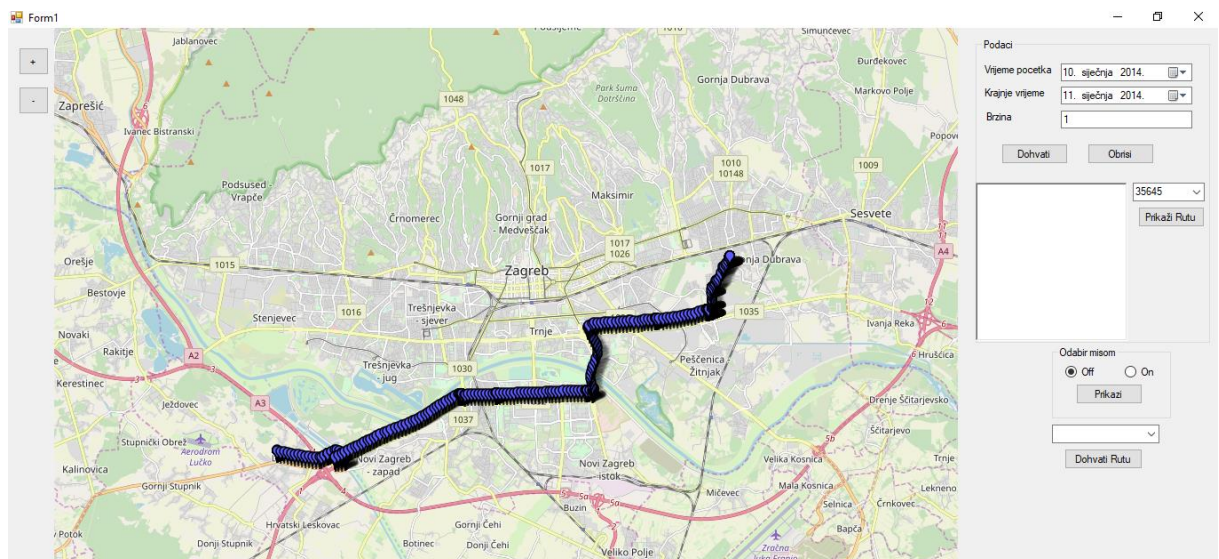 Form1
+
-
Jablanovec
1048
Park šuma
Dotršćina
Gornja Dubrava
Đurđekovec
Markovo Polje
Zaprešić
Ivanec Bistranski
1017
1010
10148
1009
Podsused -
Vrapče
Črnomerec
Gornji grad
- Medveščak
Maksimir
Sesvete
1017
1026
A4
Orešje
1015
Zagreb
Bestovje
Stenjevec
1016
Trešnjevka
- sjever
Trnje
1035
Ivanja Reka
Novaki
Rakitje
A2
Peščenica -
Žitnjak
Hrušćica
Kerestinec
Trešnjevka
- jug
1030
Ježdovec
A3
1037
Drenje Ščitarjevsko
Stupnički Obrež
Aerodrom
Lučko
Ščitarjevo
Kalinovica
Novi Zagreb
- zapad
Novi Zagreb
- istok
Velika Kosnica
Trnje
Gornji Stupnik
Mala Kosnica
Lekneno
Mičevec
Selnica
Črnkovec
Buzin
Hrvatski Leskovac
Gornji Čehi
Bapča
Potok
Donji Stupnik
Botinec
Donji Čehi
Veliko Polje
Zračna
Podaci
Vrijeme pocetka
10. siječnja 2014.
Krajnje vrijeme
11. siječnja 2014.
Brzina
1
Dohvati
Obrisi
35645
Prikaži Rutu
Odabir misom
Off
On
Prikazi
Dohvati Rutu